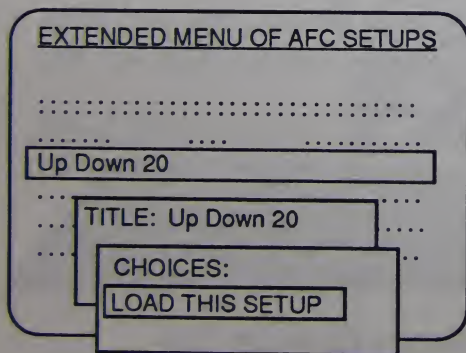 EXTENDED MENU OF AFC SETUPS
Up Down 20
TITLE: Up Down 20
CHOICES:
LOAD THIS SETUP